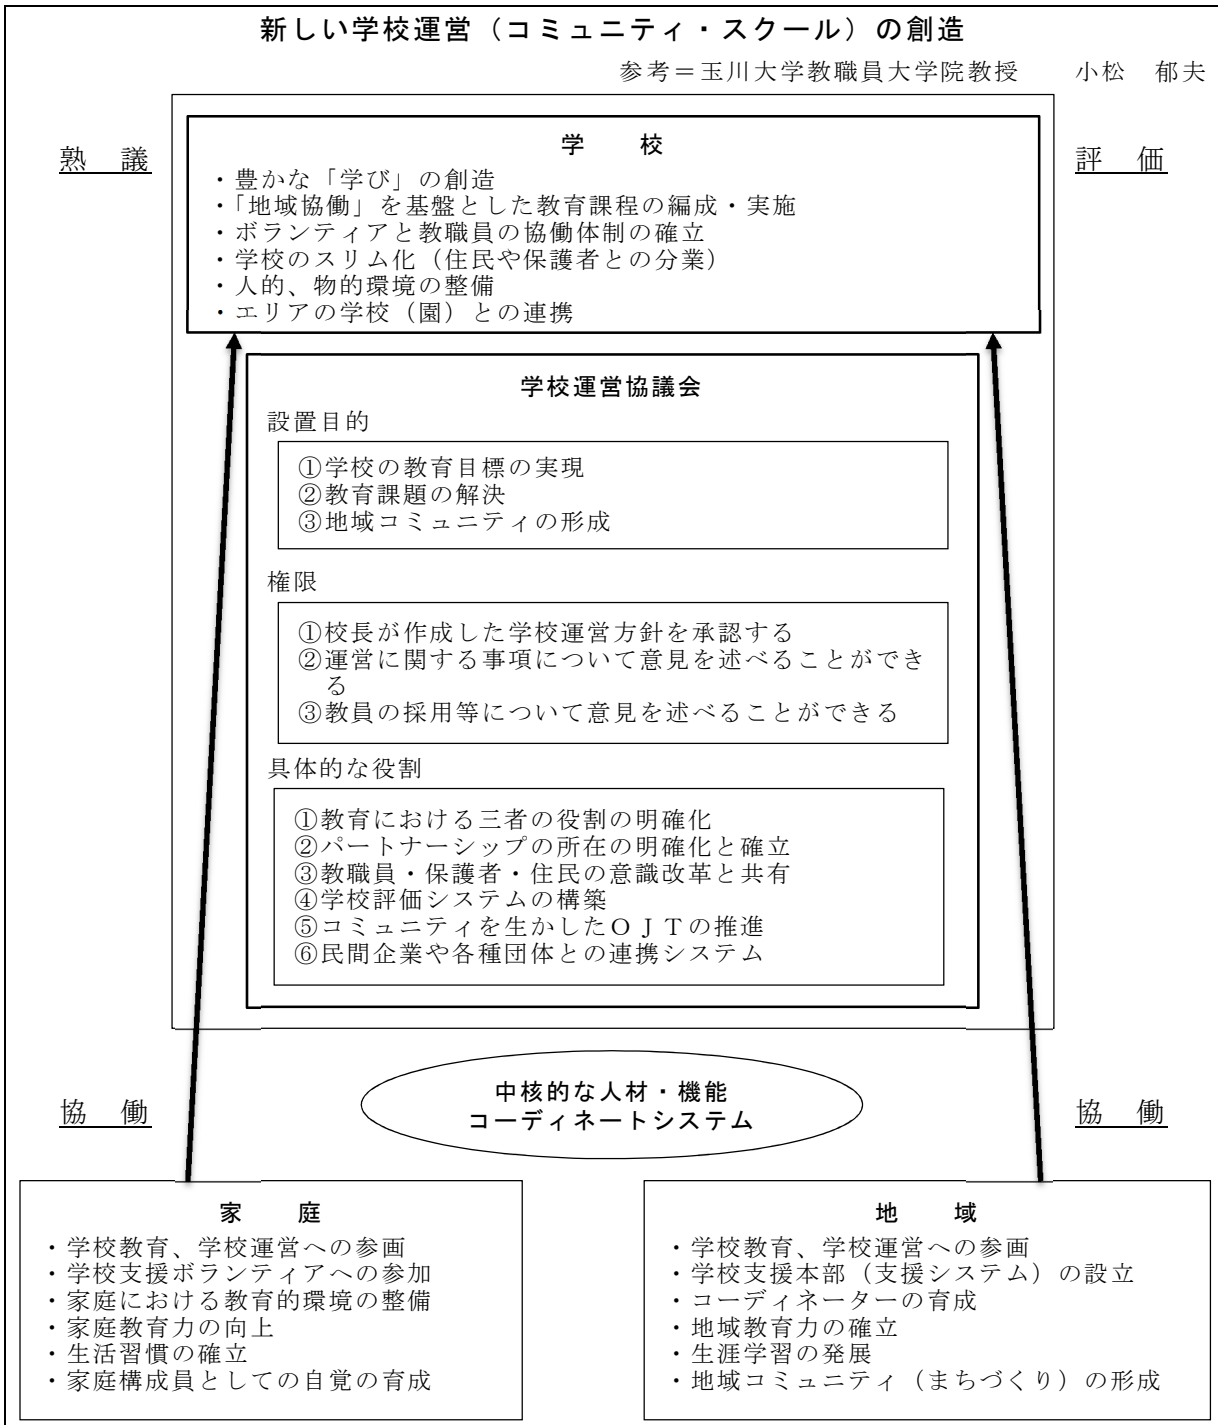 新しい学校運営（コミュニティ・スクール）の創造
参考＝玉川大学教職員大学院教授　　小松　郁夫
熟　議
評　価
学　　校
・豊かな「学び」の創造
・「地域協働」を基盤とした教育課程の編成・実施
・ボランティアと教職員の協働体制の確立
・学校のスリム化（住民や保護者との分業）
・人的、物的環境の整備
・エリアの学校（園）との連携
学校運営協議会
設置目的
①学校の教育目標の実現
②教育課題の解決
③地域コミュニティの形成
権限
①校長が作成した学校運営方針を承認する
②運営に関する事項について意見を述べることができ
る
③教員の採用等について意見を述べることができる
具体的な役割
①教育における三者の役割の明確化
②パートナーシップの所在の明確化と確立
③教職員・保護者・住民の意識改革と共有
④学校評価システムの構築
⑤コミュニティを生かしたＯＪＴの推進
⑥民間企業や各種団体との連携システム
中核的な人材・機能
コーディネートシステム
協　働
協　働
家　　庭
・学校教育、学校運営への参画
・学校支援ボランティアへの参加
・家庭における教育的環境の整備
・家庭教育力の向上
・生活習慣の確立
・家庭構成員としての自覚の育成
地　　域
・学校教育、学校運営への参画
・学校支援本部（支援システム）の設立
・コーディネーターの育成
・地域教育力の確立
・生涯学習の発展
・地域コミュニティ（まちづくり）の形成